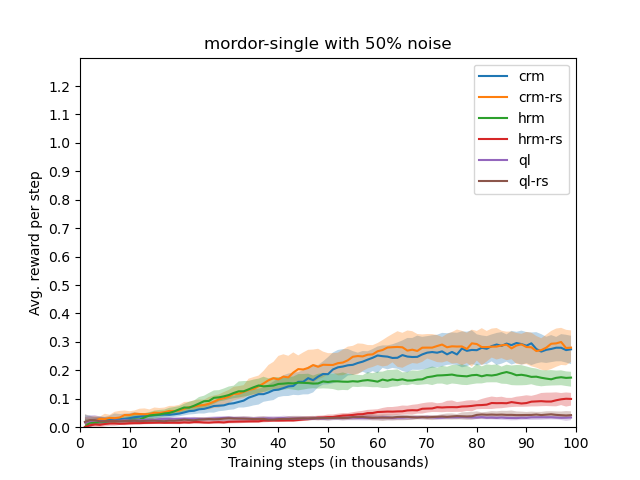 mordor-single with 50% noise
Avg. reward per step
1.2
1.1
1.0
0.9
0.8
0.7
0.6
0.5
0.4
0.3
0.2
0.1
0.0
crm
crm-rs
hrm
hrm-rs
ql
ql-rs
0 10 20 30 40 50 60 70 80 90 100
Training steps (in thousands)